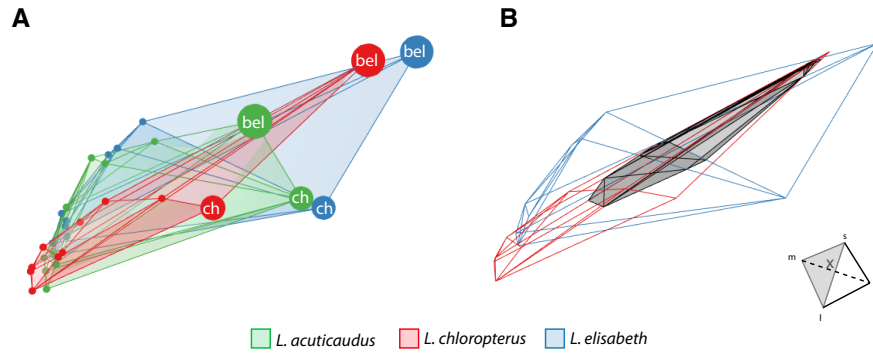 A
B
bel
bel
bel
ch
ch
ch
s
m
x
l
L. acuticaudus
L. chloropterus
L. elisabeth